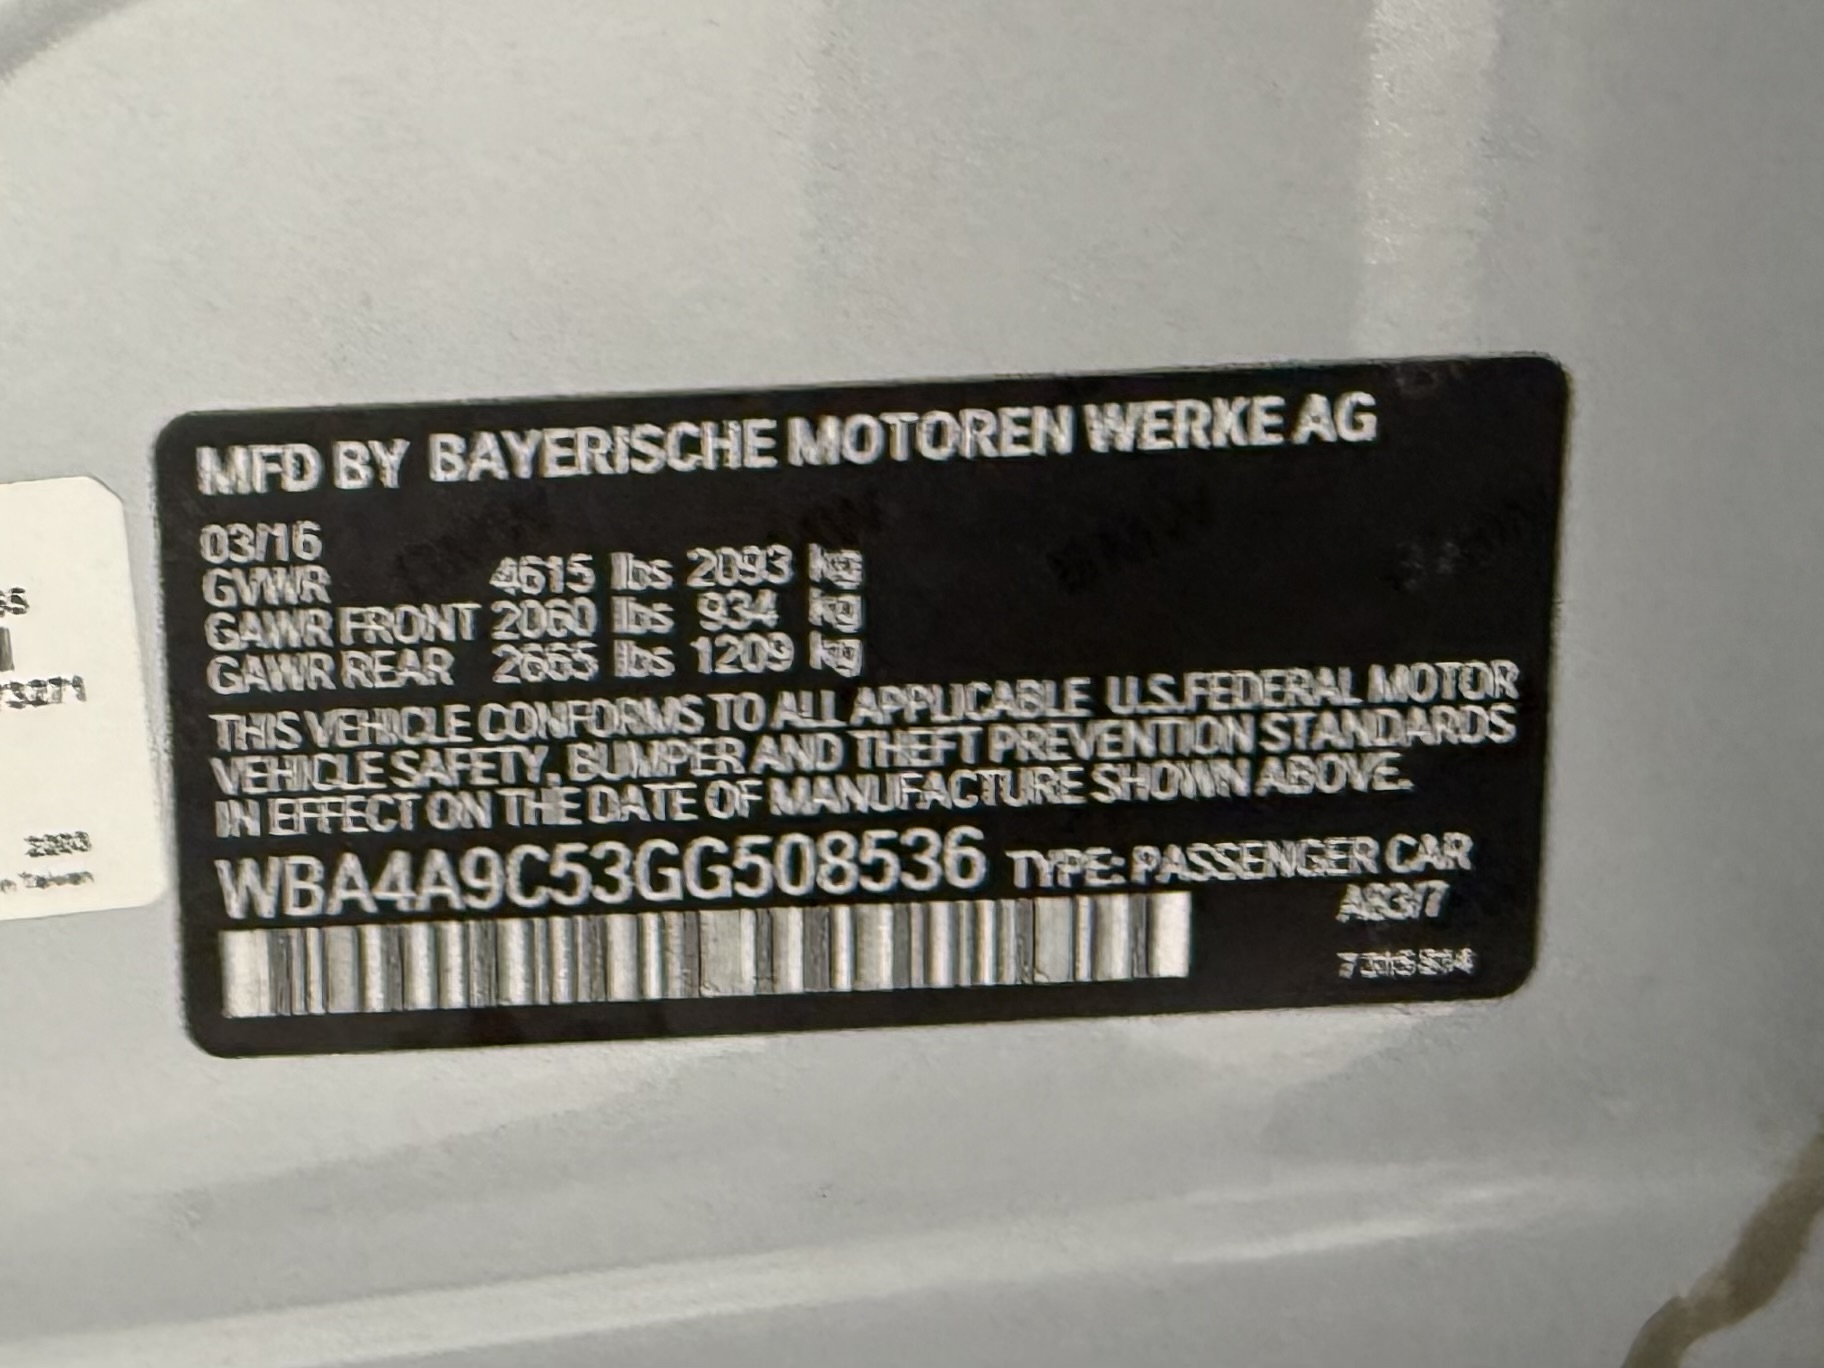 MFD BY BAYERISCHE MOTOREN WERKE AG
03/16
GVWR 4615 lbs 2093 kg
GAWR FRONT 2060 lbs 934 kg
GAWR REAR 2665 lbs 1209 kg
THIS VEHICLE CONFORMS TO ALL APPLICABLE U.S.FEDERAL MOTOR
VEHICLE SAFETY, BUMPER AND THEFT PREVENTION STANDARDS
IN EFFECT ON THE DATE OF MANUFACTURE SHOWN ABOVE.
WBA4A9C53GG508536 TYPE: PASSENGER CAR